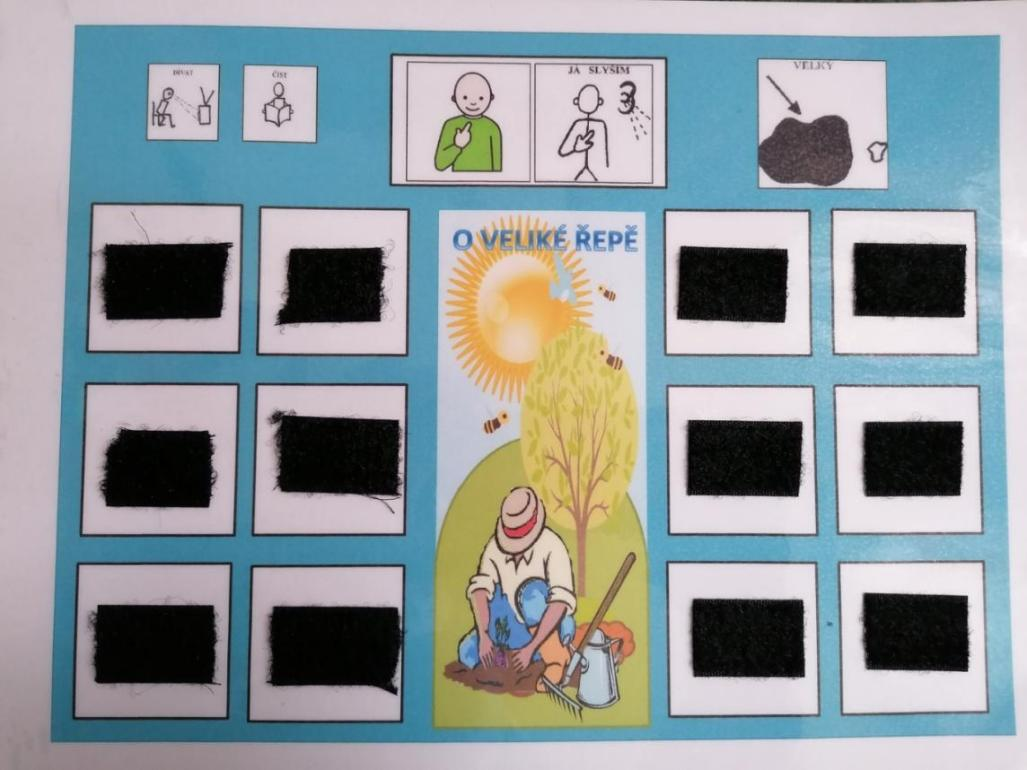 DÍVAT
ČÍST
JÁ SLYŠÍM
VELKÝ
O VELIKÉ ŘEPĚ